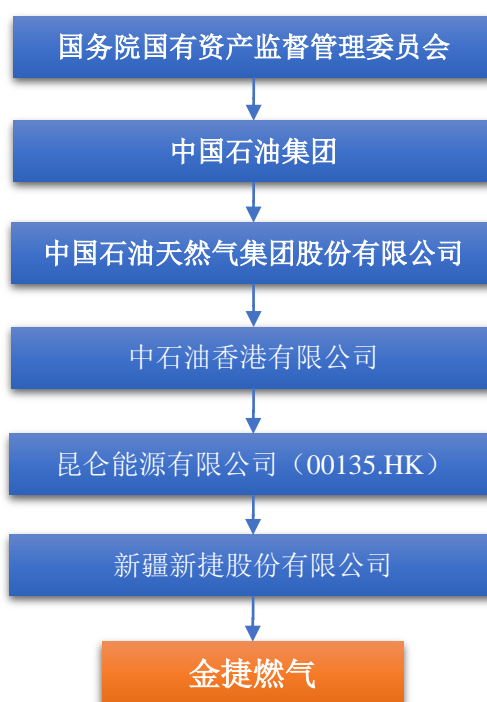 国务院国有资产监督管理委员会
中国石油集团
中国石油天然气集团股份有限公司
中石油香港有限公司
昆仑能源有限公司（00135.HK）
新疆新捷股份有限公司
金捷燃气